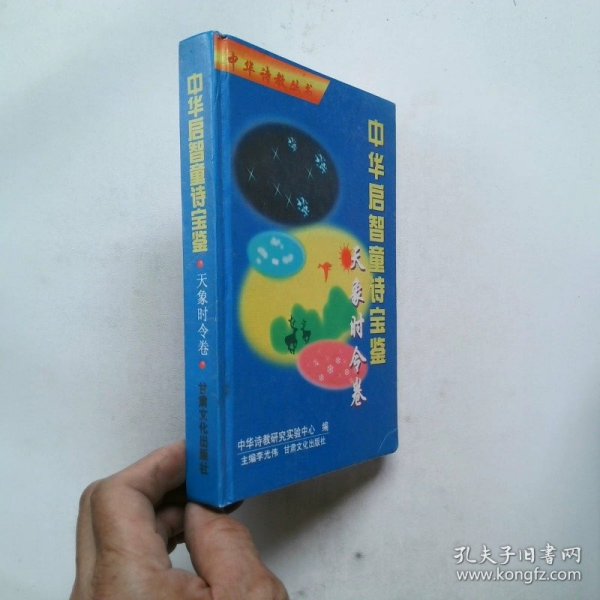 中华启智童诗宝鉴
天象时令卷
甘肃文化出版社
中华诗教丛书
中华启智童诗宝鉴
天象时令卷
中华诗教研究实验中心 编
主编李光伟 甘肃文化出版社
孔夫子旧书网
www.kongfz.com